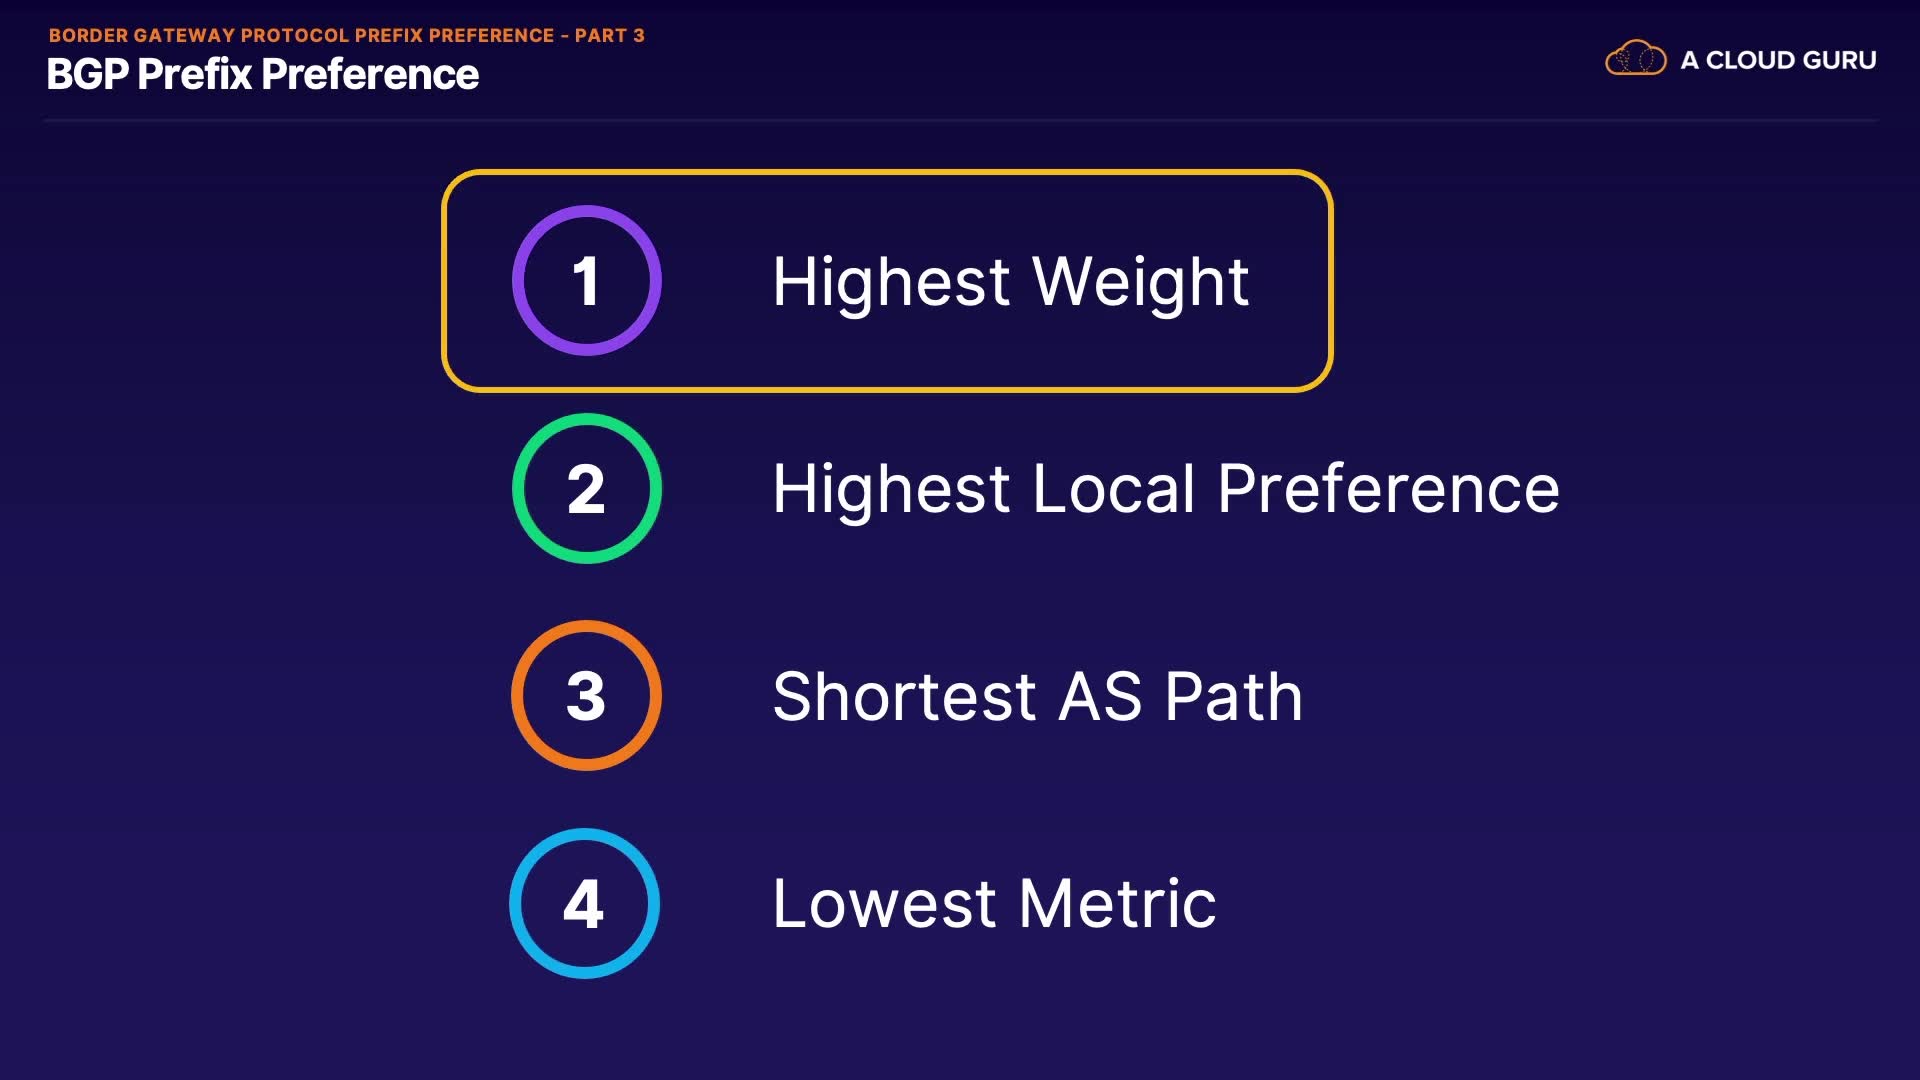 BORDER GATEWAY PROTOCOL PREFIX PREFERENCE - PART 3
BGP Prefix Preference
A CLOUD GURU
1 Highest Weight
2 Highest Local Preference
3 Shortest AS Path
4 Lowest Metric